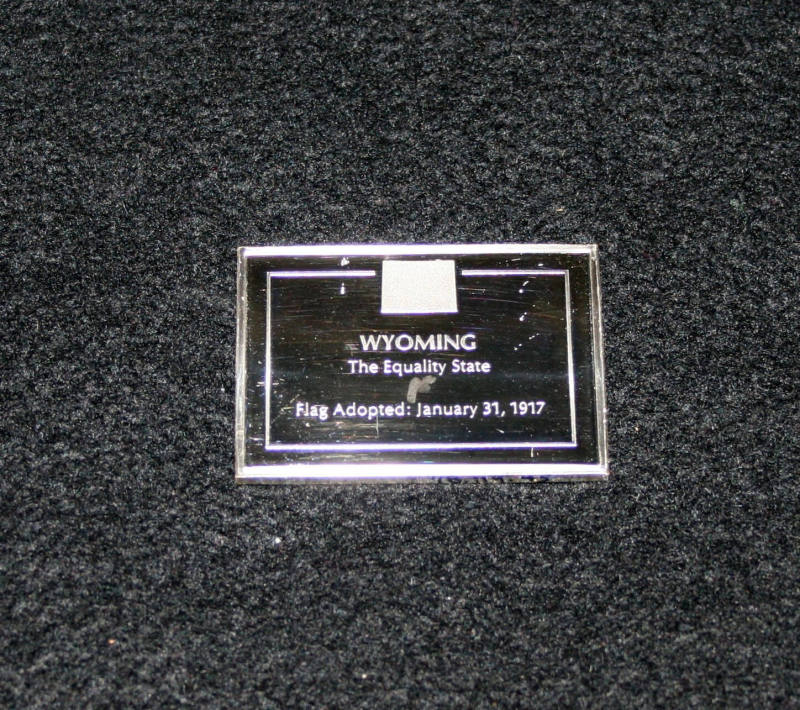 WYOMING
The Equality State
Flag Adopted: January 31, 1917